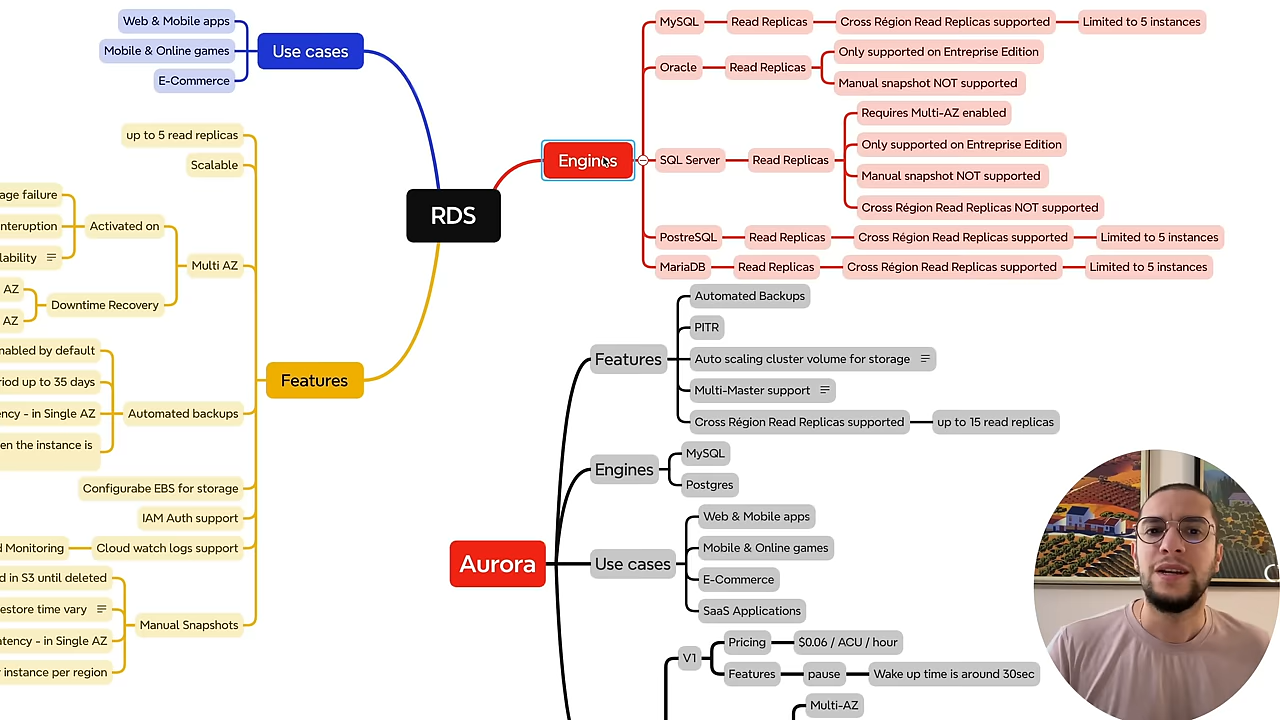 Web & Mobile apps
Mobile & Online games
E-Commerce
Use cases
up to 5 read replicas
Scalable
age failure
nteruption
lability
Activated on
AZ
AZ
Downtime Recovery
Multi AZ
nabled by default
riod up to 35 days
ency - in Single AZ
en the instance is
Automated backups
Configurabe EBS for storage
IAM Auth support
d Monitoring
Cloud watch logs support
d in S3 until deleted
estore time vary
atency - in Single AZ
r instance per region
Manual Snapshots
Features
RDS
Engines
MySQL
Read Replicas
Cross Région Read Replicas supported
Limited to 5 instances
Oracle
Read Replicas
Only supported on Entreprise Edition
Manual snapshot NOT supported
SQL Server
Read Replicas
Requires Multi-AZ enabled
Only supported on Entreprise Edition
Manual snapshot NOT supported
Cross Région Read Replicas NOT supported
PostreSQL
Read Replicas
Cross Région Read Replicas supported
Limited to 5 instances
MariaDB
Read Replicas
Cross Région Read Replicas supported
Limited to 5 instances
Aurora
Features
Automated Backups
PITR
Auto scaling cluster volume for storage
Multi-Master support
Cross Région Read Replicas supported
up to 15 read replicas
Engines
MySQL
Postgres
Use cases
Web & Mobile apps
Mobile & Online games
E-Commerce
SaaS Applications
V1
Pricing
$0.06 / ACU / hour
Features
pause
Wake up time is around 30sec
Multi-AZ